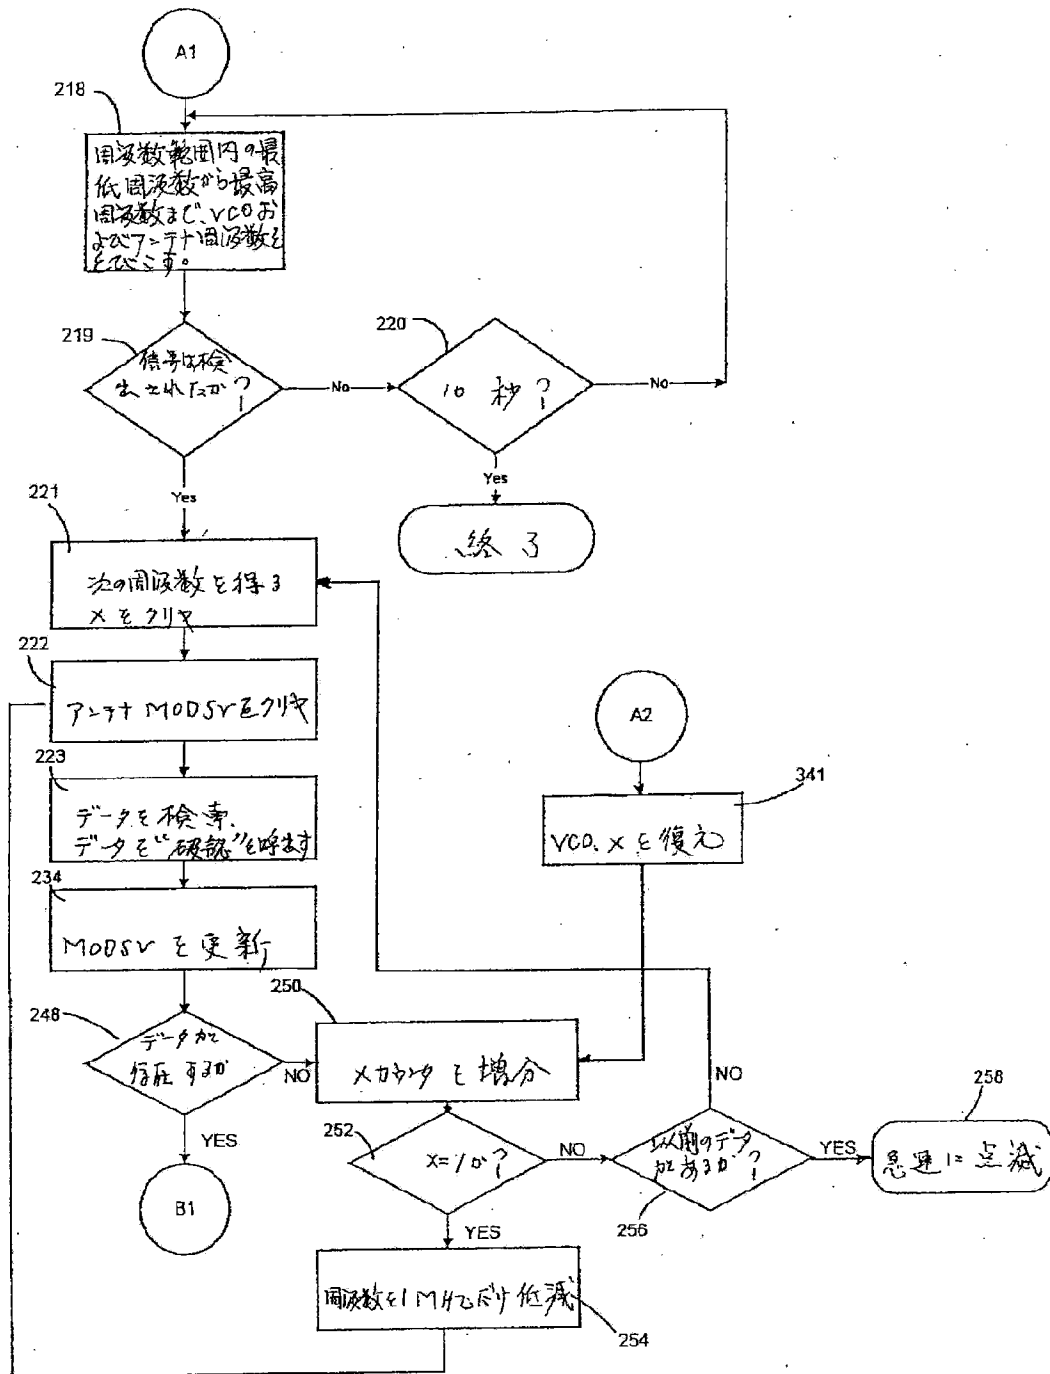 A1
218
周波数範囲内の最
低周波数から最高
周波数まで、VCOお
よびアンテナ周波数を
とびこす。
219
信号は検
出されたか?
No
220
10 秒?
No
Yes
Yes
終了
221
次の周波数を得る
Xをクリヤ
222
アンテナ MODSVをクリヤ
A2
223
データを検索、
データを"確認"を呼出す
341
VCO、Xを復元
234
MODSVを更新
248
データが
存在するか
NO
250
Xカウンタを増分
YES
B1
252
X=1か?
NO
以前のデータ
があるか?
256
NO
YES
258
急速に点滅
YES
周波数を1MHzだけ低減
254